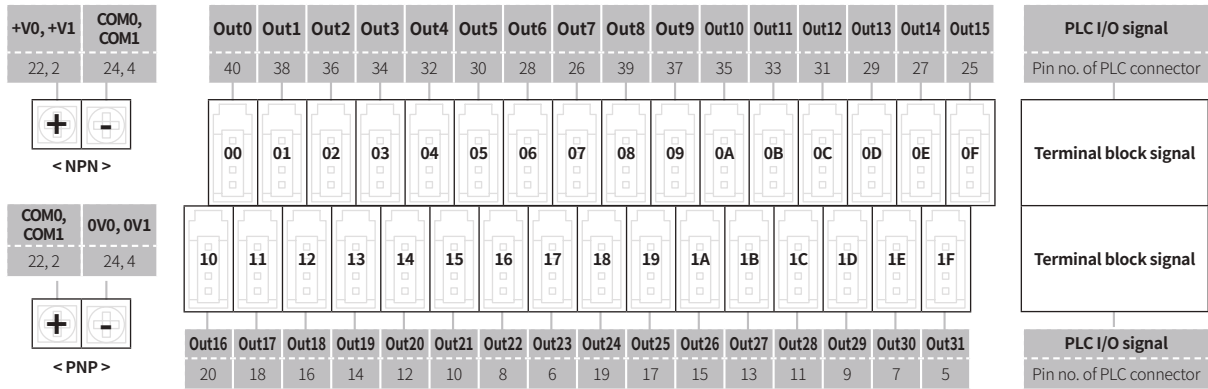 +V0, +V1 COM0, COM1
22, 2 24, 4
+ -
< NPN >
COM0, COM1 0V0, 0V1
22, 2 24, 4
+ -
< PNP >
Out0 Out1 Out2 Out3 Out4 Out5 Out6 Out7 Out8 Out9 Out10 Out11 Out12 Out13 Out14 Out15
40 38 36 34 32 30 28 26 39 37 35 33 31 29 27 25
00 01 02 03 04 05 06 07 08 09 0A 0B 0C 0D 0E 0F
10 11 12 13 14 15 16 17 18 19 1A 1B 1C 1D 1E 1F
Out16 Out17 Out18 Out19 Out20 Out21 Out22 Out23 Out24 Out25 Out26 Out27 Out28 Out29 Out30 Out31
20 18 16 14 12 10 8 6 19 17 15 13 11 9 7 5
PLC I/O signal
Pin no. of PLC connector
Terminal block signal
Terminal block signal
PLC I/O signal
Pin no. of PLC connector